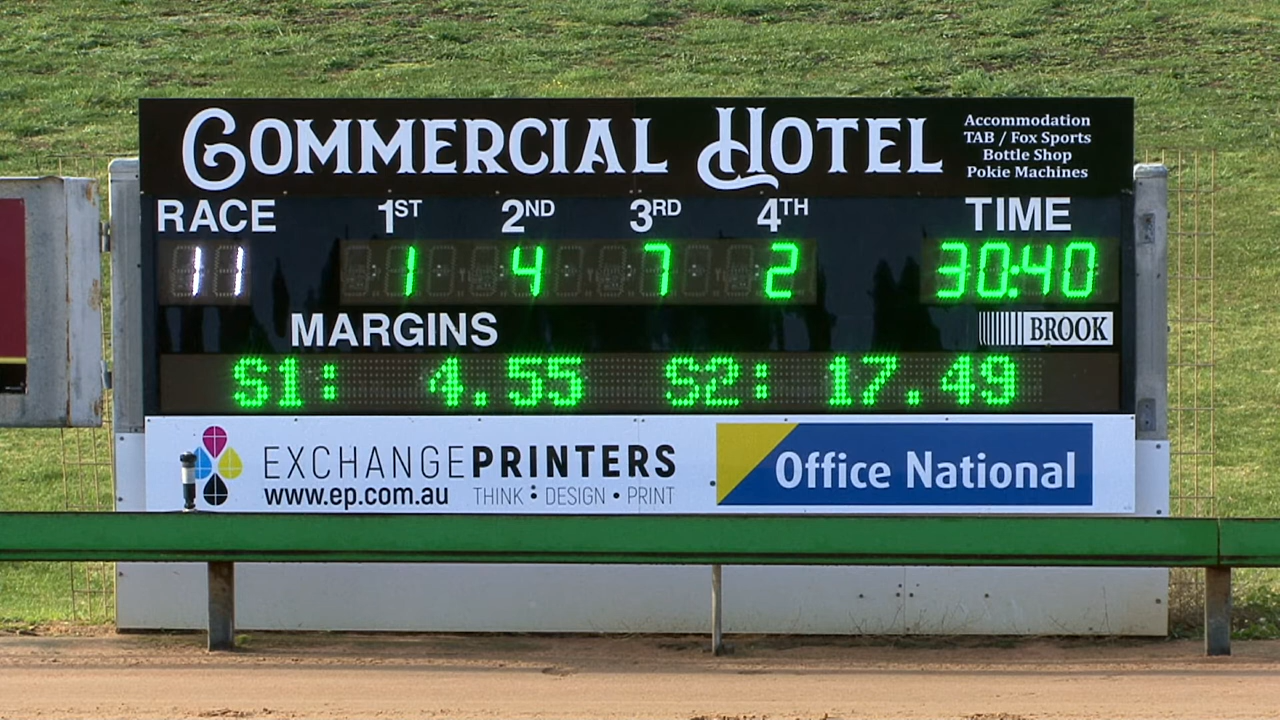 COMMERCIAL HOTEL
Accommodation
TAB / Fox Sports
Bottle Shop
Pokie Machines
RACE 1ST 2ND 3RD 4TH TIME
11 1 4 7 2 30:40
MARGINS
BROOK
S1: 4.55 S2: 17.49
EXCHANGEPRINTERS
www.ep.com.au THINK : DESIGN • PRINT
Office National